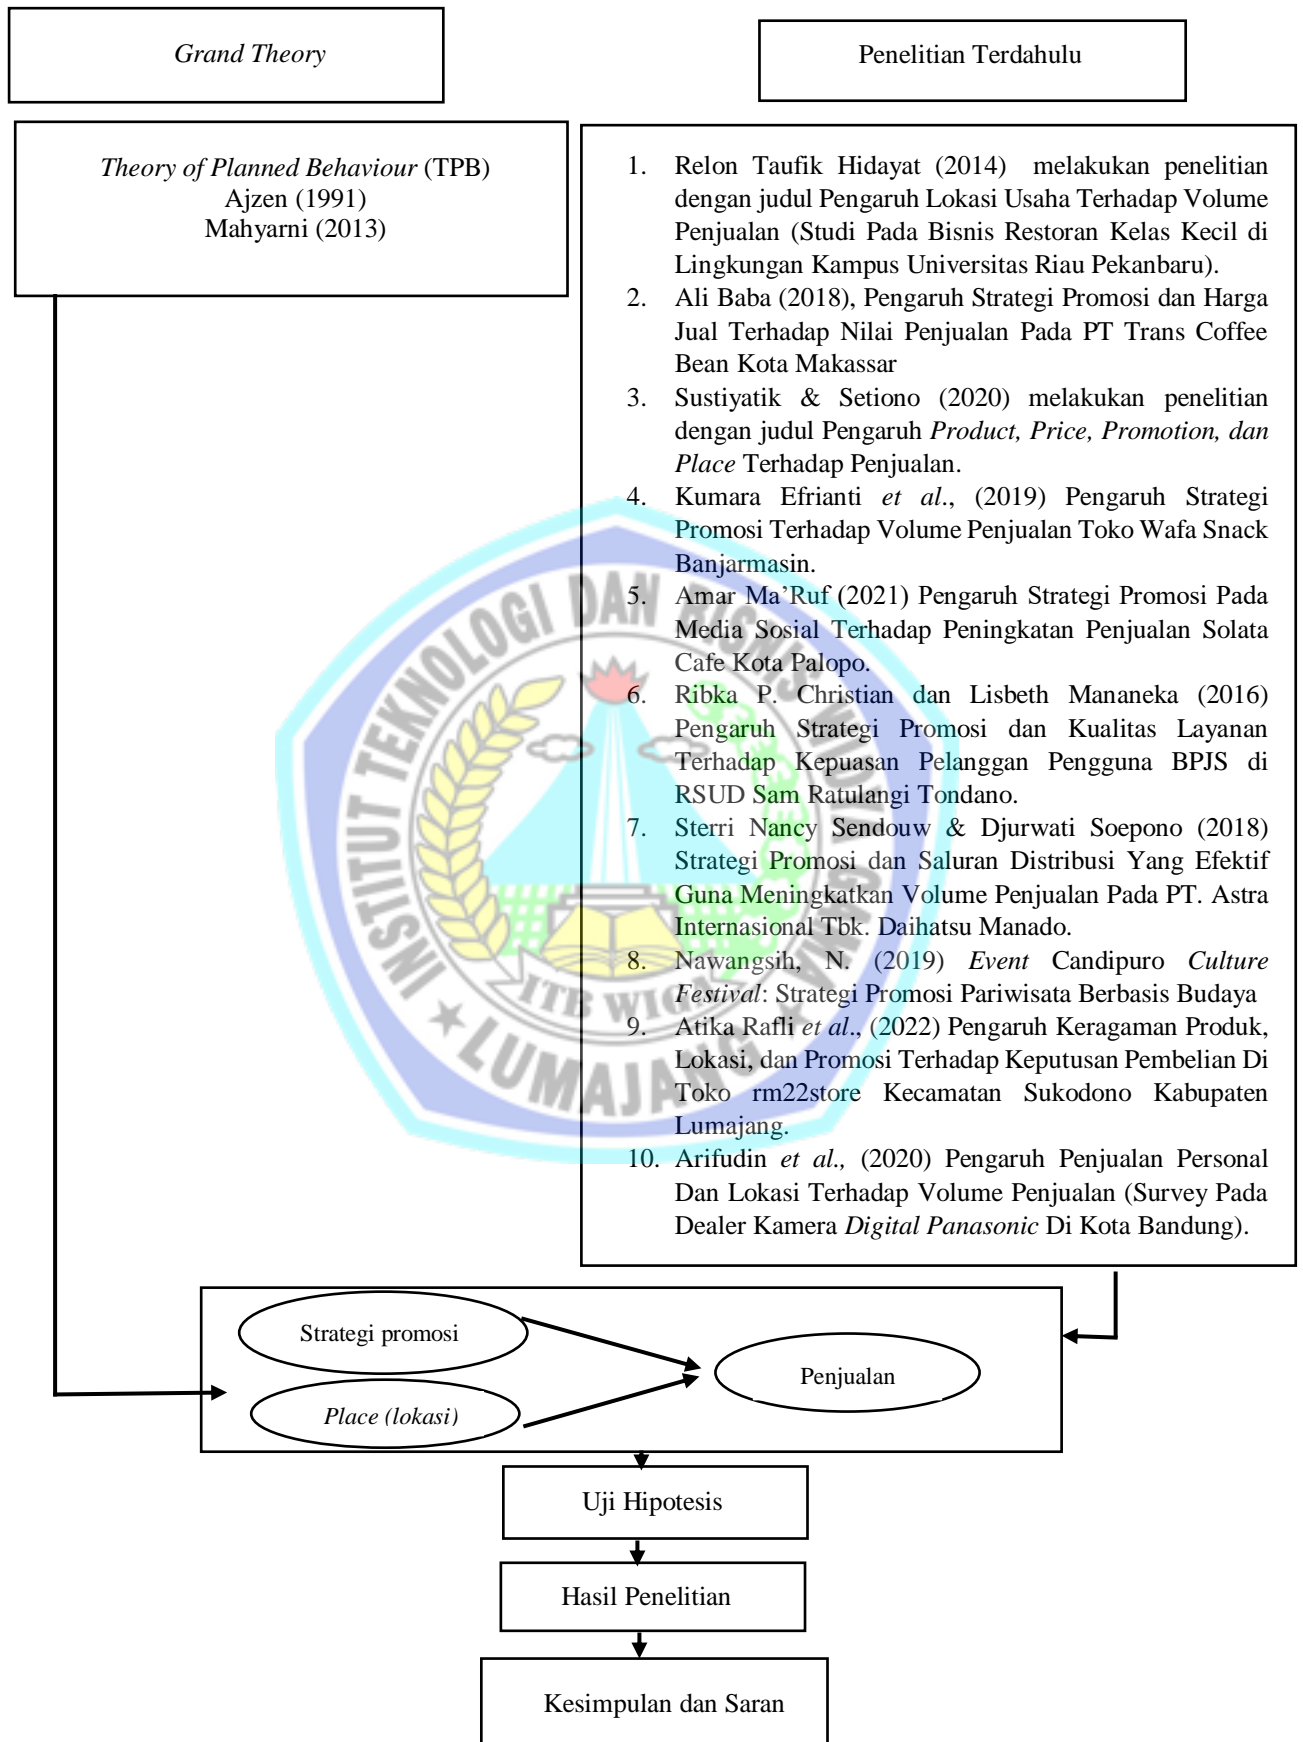 Grand Theory
Penelitian Terdahulu
Theory of Planned Behaviour (TPB)
Ajzen (1991)
Mahyarni (2013)
1. Relon Taufik Hidayat (2014) melakukan penelitian
dengan judul Pengaruh Lokasi Usaha Terhadap Volume
Penjualan (Studi Pada Bisnis Restoran Kelas Kecil di
Lingkungan Kampus Universitas Riau Pekanbaru).
2. Ali Baba (2018), Pengaruh Strategi Promosi dan Harga
Jual Terhadap Nilai Penjualan Pada PT Trans Coffee
Bean Kota Makassar
3. Sustiyatik & Setiono (2020) melakukan penelitian
dengan judul Pengaruh Product, Price, Promotion, dan
Place Terhadap Penjualan.
4. Kumara Efrianti et al., (2019) Pengaruh Strategi
Promosi Terhadap Volume Penjualan Toko Wafa Snack
Banjarmasin.
5. Amar Ma’Ruf (2021) Pengaruh Strategi Promosi Pada
Media Sosial Terhadap Peningkatan Penjualan Solata
Cafe Kota Palopo.
6. Ribka P. Christian dan Lisbeth Mananeka (2016)
Pengaruh Strategi Promosi dan Kualitas Layanan
Terhadap Kepuasan Pelanggan Pengguna BPJS di
RSUD Sam Ratulangi Tondano.
7. Sterri Nancy Sendouw & Djurwati Soepono (2018)
Strategi Promosi dan Saluran Distribusi Yang Efektif
Guna Meningkatkan Volume Penjualan Pada PT. Astra
Internasional Tbk. Daihatsu Manado.
8. Nawangsih, N. (2019) Event Candipuro Culture
Festival: Strategi Promosi Pariwisata Berbasis Budaya
9. Atika Rafli et al., (2022) Pengaruh Keragaman Produk,
Lokasi, dan Promosi Terhadap Keputusan Pembelian Di
Toko rm22store Kecamatan Sukodono Kabupaten
Lumajang.
10. Arifudin et al., (2020) Pengaruh Penjualan Personal
Dan Lokasi Terhadap Volume Penjualan (Survey Pada
Dealer Kamera Digital Panasonic Di Kota Bandung).
INSTITUT TEKNOLOGI DAN BISNIS WIDYA GAMA
ITB WIGA
LUMAJANG
Strategi promosi
Place (lokasi)
Penjualan
Uji Hipotesis
Hasil Penelitian
Kesimpulan dan Saran